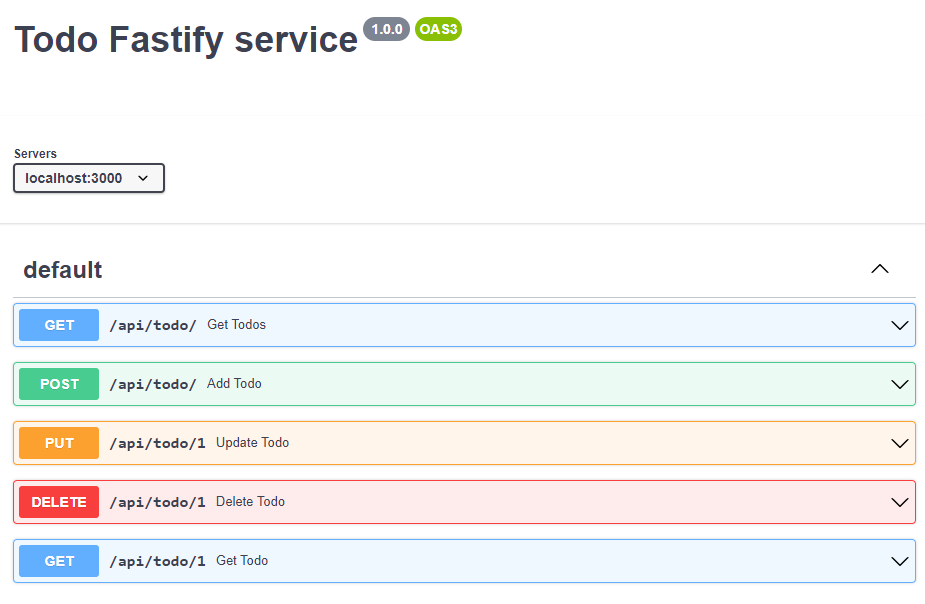 Todo Fastify service 1.0.0 OAS3
Servers
localhost:3000
default
GET /api/todo/ Get Todos
POST /api/todo/ Add Todo
PUT /api/todo/1 Update Todo
DELETE /api/todo/1 Delete Todo
GET /api/todo/1 Get Todo